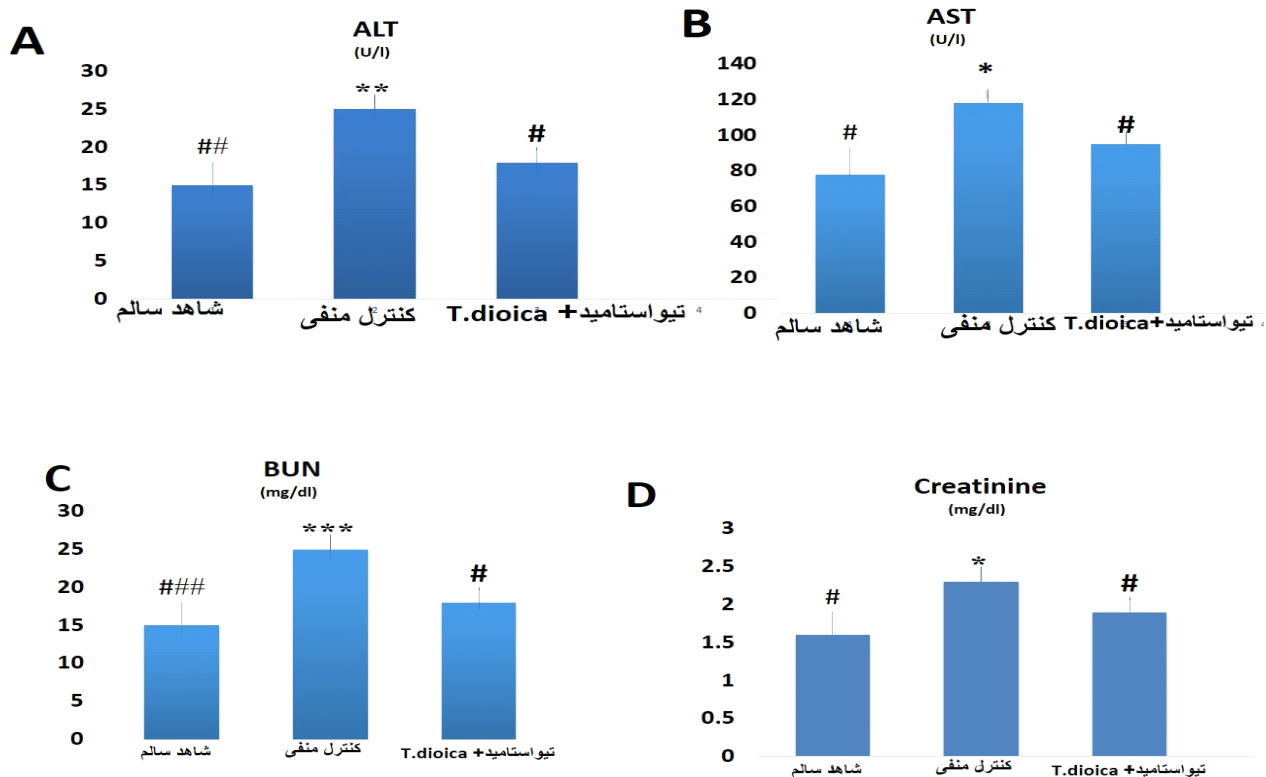 A
ALT
(U/l)
30
25
20
15
10
5
0
##
**
#
شاهد سالم
کنترل منفی
T.dioica + تیواستامید
2
3
4
B
AST
(U/l)
140
120
100
80
60
40
20
0
#
*
#
شاهد سالم
کنترل منفی
T.dioica+تیواستامید
C
BUN
(mg/dl)
30
25
20
15
10
5
0
###
***
#
شاهد سالم
کنترل منفی
T.dioica +تیواستامید
D
Creatinine
(mg/dl)
3
2.5
2
1.5
1
0.5
0
#
*
#
شاهد سالم
کنترل منفی
T.dioica +تیواستامید